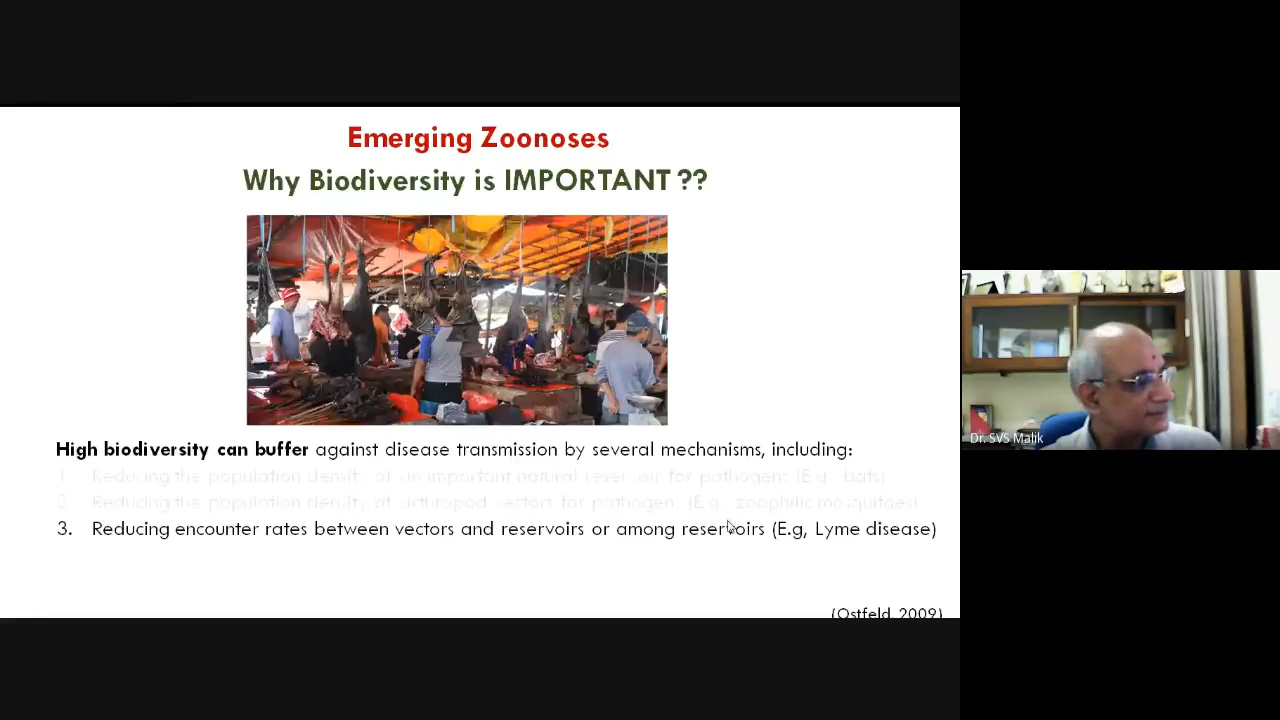 Emerging Zoonoses
Why Biodiversity is IMPORTANT ??
High biodiversity can buffer against disease transmission by several mechanisms, including:
1. Reducing the population density of an important natural reservoir for pathogens (E.g., bats)
2. Reducing the population density of arthropod vectors for pathogens (E.g., zoophilic mosquitoes)
3. Reducing encounter rates between vectors and reservoirs or among reservoirs (E.g, Lyme disease)
(Ostfeld, 2009)
Dr. SVS Malik